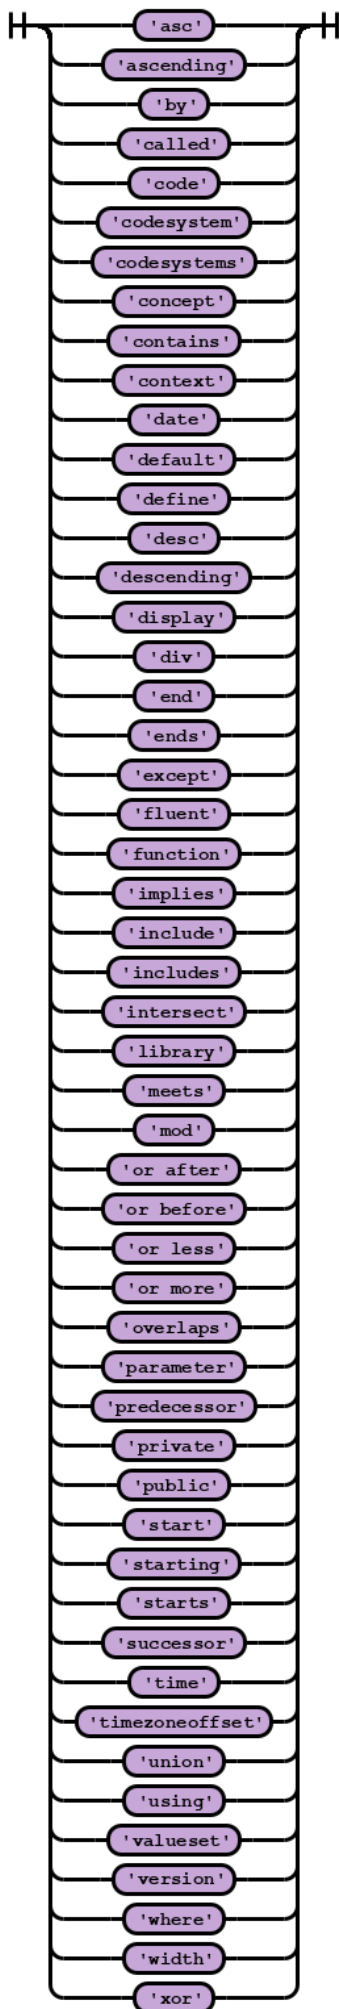 'asc'
'ascending'
'by'
'called'
'code'
'codesystem'
'codesystems'
'concept'
'contains'
'context'
'date'
'default'
'define'
'desc'
'descending'
'display'
'div'
'end'
'ends'
'except'
'fluent'
'function'
'implies'
'include'
'includes'
'intersect'
'library'
'meets'
'mod'
'or after'
'or before'
'or less'
'or more'
'overlaps'
'parameter'
'predecessor'
'private'
'public'
'start'
'starting'
'starts'
'successor'
'time'
'timezoneoffset'
'union'
'using'
'valueset'
'version'
'where'
'width'
'xor'